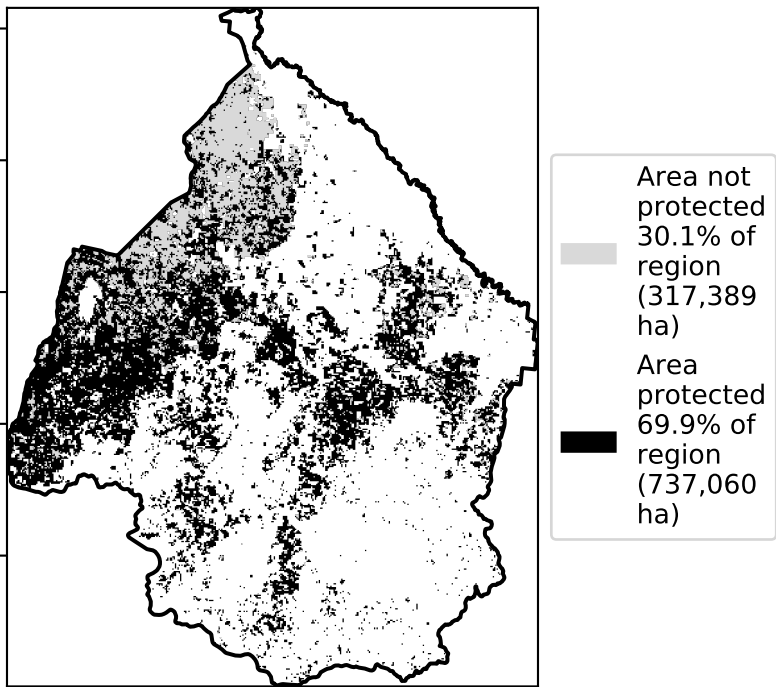 Area not
protected
30.1% of
region
(317,389
ha)
Area
protected
69.9% of
region
(737,060
ha)